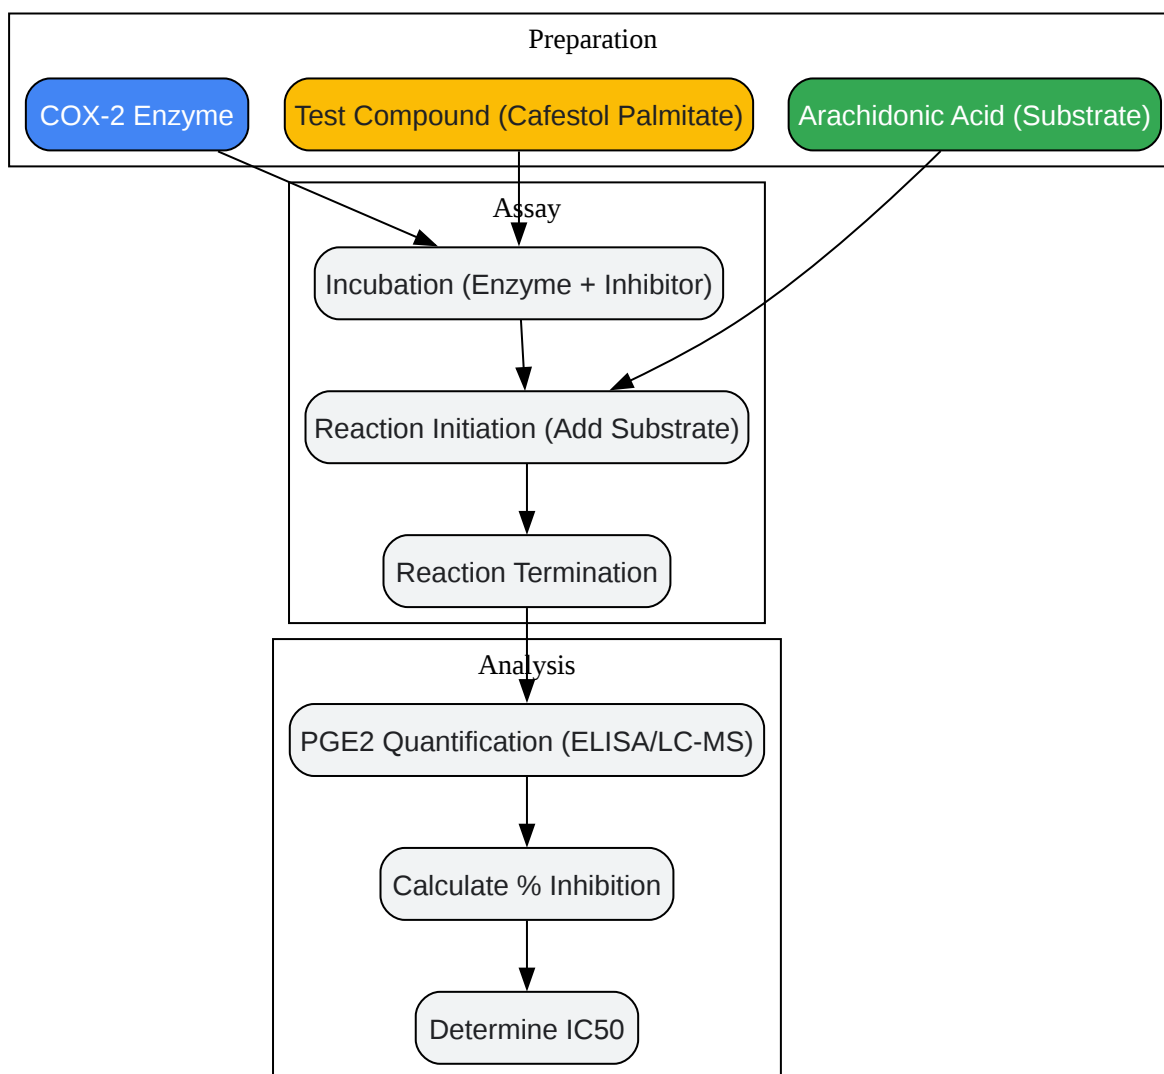 Preparation
COX-2 Enzyme
Test Compound (Cafestol Palmitate)
Arachidonic Acid (Substrate)
Assay
Incubation (Enzyme + Inhibitor)
Reaction Initiation (Add Substrate)
Reaction Termination
Analysis
PGE2 Quantification (ELISA/LC-MS)
Calculate % Inhibition
Determine IC50